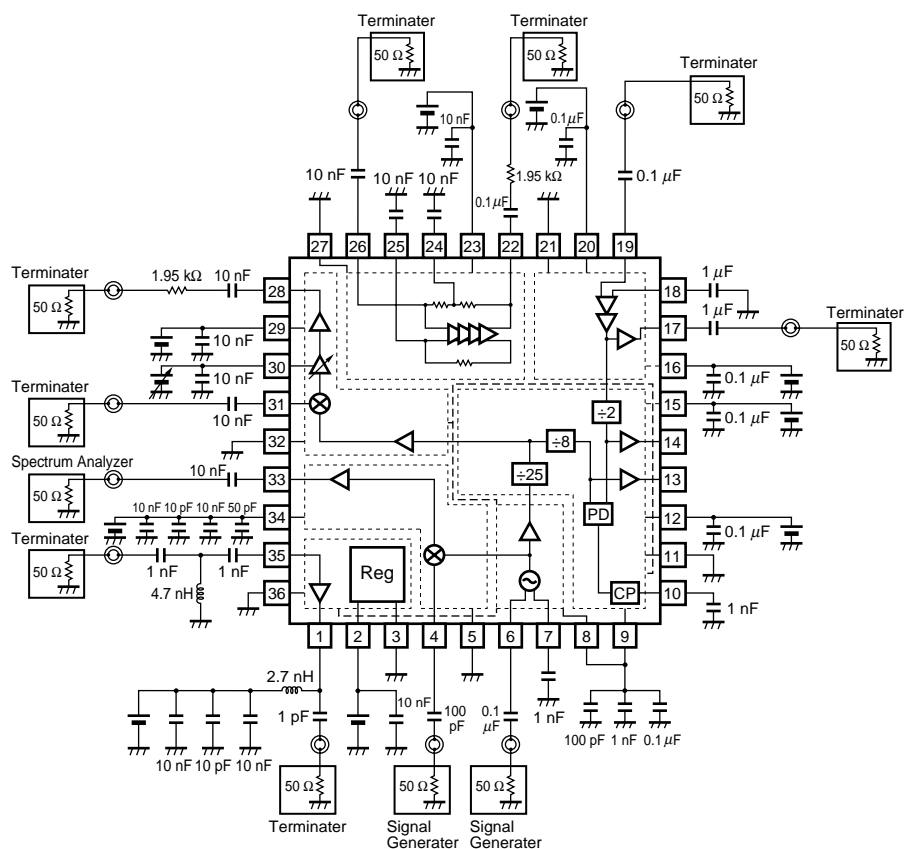 Terminater
50 Ω
Terminater
50 Ω
Terminater
50 Ω
10 nF
0.1 μF
10 nF
10 nF
10 nF
10 nF
0.1 μF
1.95 kΩ
0.1 μF
27
26
25
24
23
22
21
20
19
Terminater
50 Ω
1.95 kΩ
10 nF
28
29
10 nF
30
10 nF
Terminater
50 Ω
10 nF
31
32
Spectrum Analyzer
50 Ω
10 nF
33
10 nF
10 pF
10 nF
50 pF
34
Terminater
50 Ω
1 nF
1 nF
4.7 nH
35
36
18
1 μF
17
1 μF
Terminater
50 Ω
16
0.1 μF
15
0.1 μF
14
13
12
0.1 μF
11
10
1 nF
÷2
÷8
÷25
PD
CP
Reg
1
2
3
4
5
6
7
8
9
2.7 nH
1 pF
10 nF
10 pF
10 nF
10 nF
100
pF
0.1
μF
1 nF
100 pF
1 nF
0.1 μF
50 Ω
Terminater
50 Ω
Signal
Generater
50 Ω
Signal
Generater